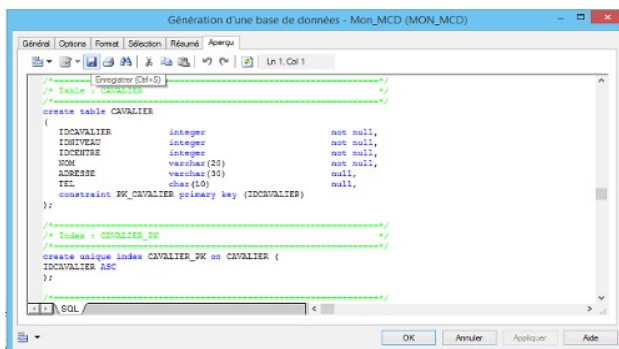 Génération d'une base de données - Mon_MCD (MON_MCD)
Général Options Format Sélection Résumé Aperçu
Ln 1, Col 1
Enregistrer (Ctrl+S)
/*==============================================================*/
/* Table : CAVALIER */
/*==============================================================*/
create table CAVALIER
(
IDCAVALIER integer not null,
IDNIVEAU integer not null,
IDCENTRE integer not null,
NOM varchar(20) not null,
ADRESSE varchar(30) null,
TEL char(10) null,
constraint PK_CAVALIER primary key (IDCAVALIER)
);
/*==============================================================*/
/* Index : CAVALIER_PK */
/*==============================================================*/
create unique index CAVALIER_PK on CAVALIER (
IDCAVALIER ASC
);
/*==============================================================*/
SQL
OK Annuler Appliquer Aide